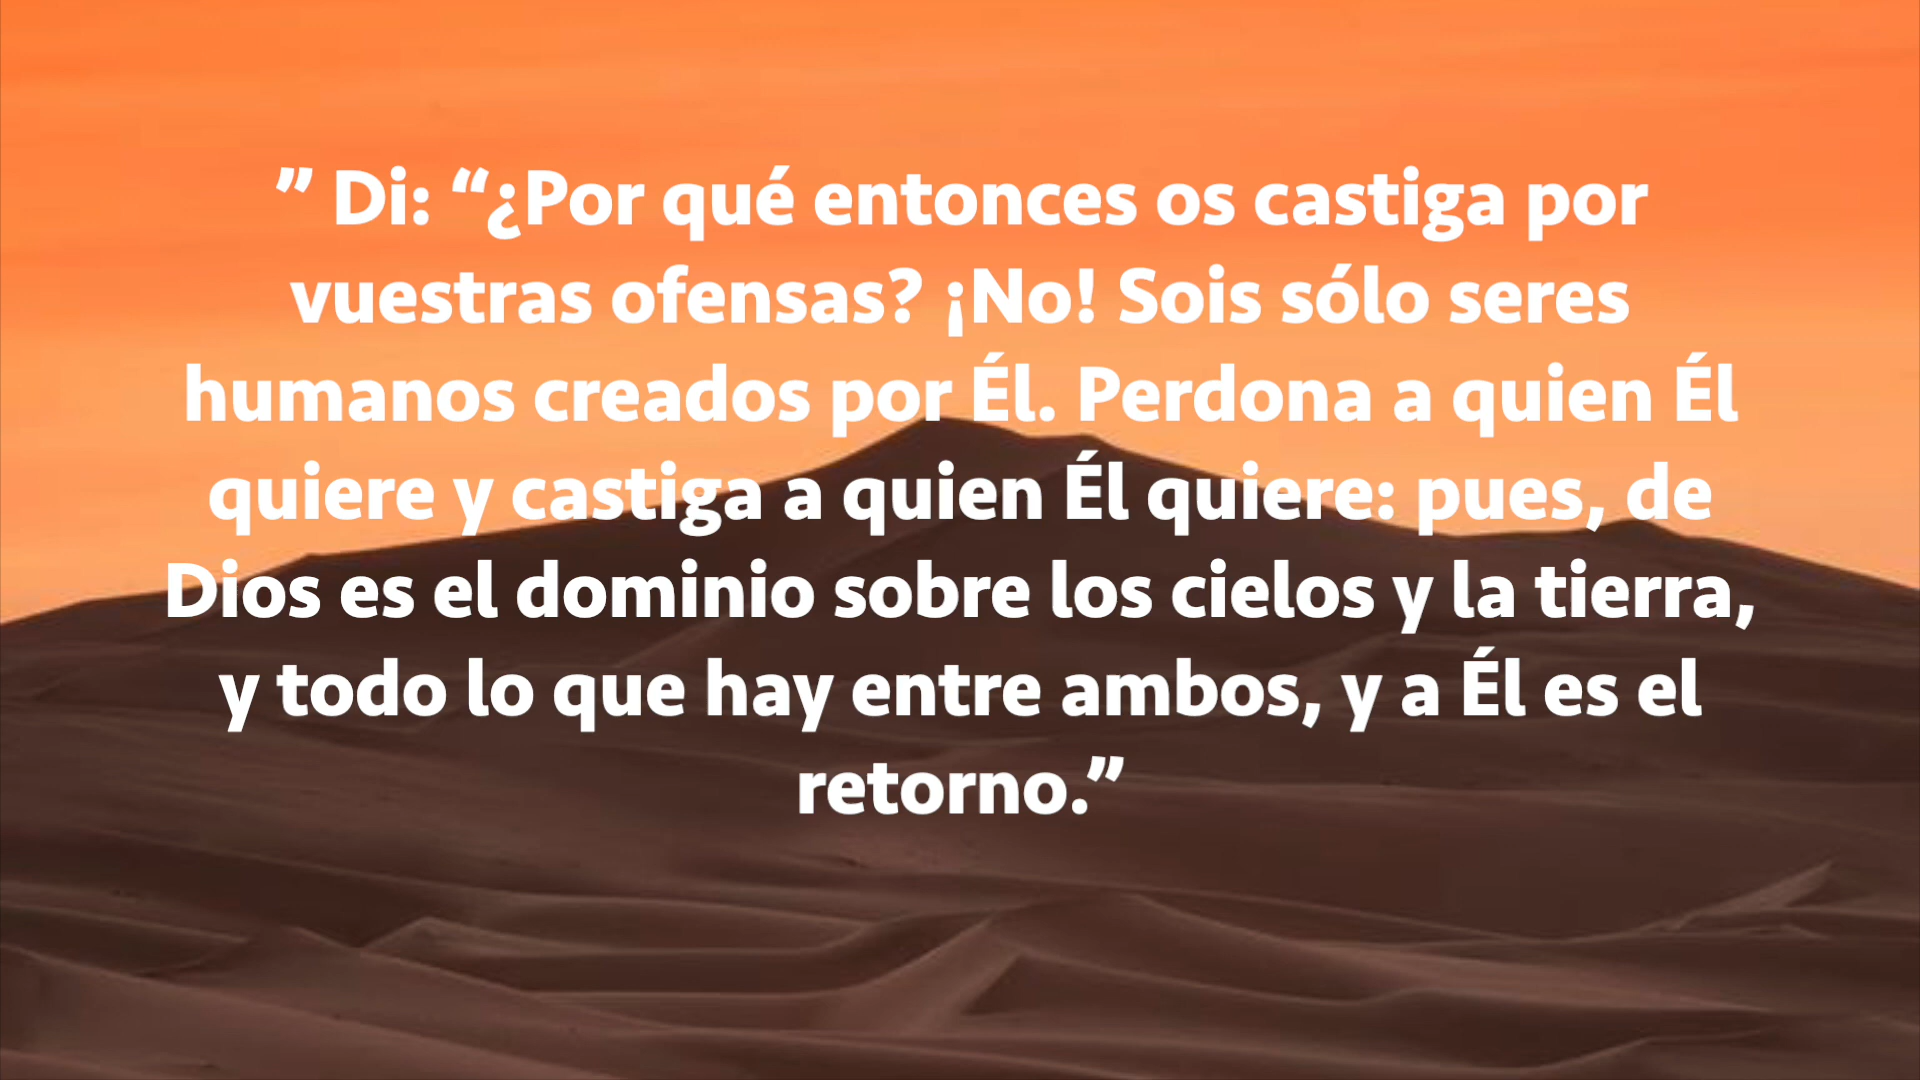 ” Di: “¿Por qué entonces os castiga por
vuestras ofensas? ¡No! Sois sólo seres
humanos creados por Él. Perdona a quien Él
quiere y castiga a quien Él quiere: pues, de
Dios es el dominio sobre los cielos y la tierra,
y todo lo que hay entre ambos, y a Él es el
retorno.”